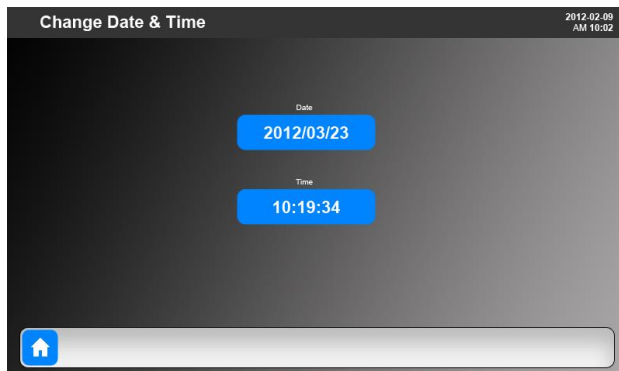 Change Date & Time
2012-02-09
AM 10:02
Date
2012/03/23
Time
10:19:34